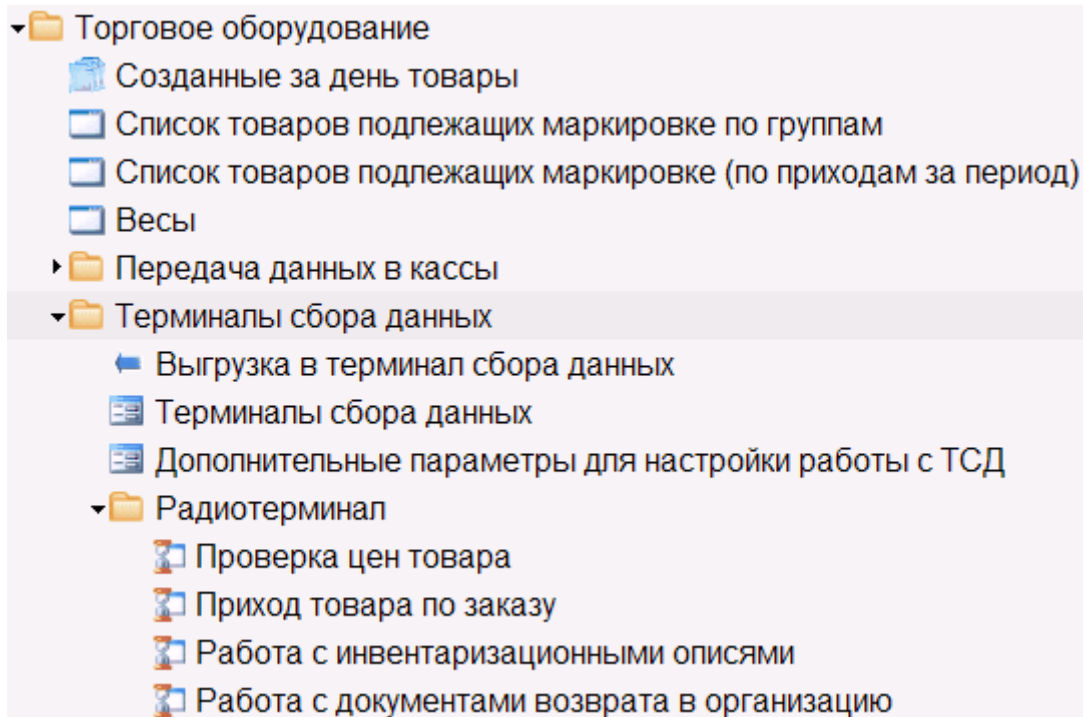 Торговое оборудование
Созданные за день товары
Список товаров подлежащих маркировке по группам
Список товаров подлежащих маркировке (по приходам за период)
Весы
Передача данных в кассы
Терминалы сбора данных
Выгрузка в терминал сбора данных
Терминалы сбора данных
Дополнительные параметры для настройки работы с ТСД
Радиотерминал
Проверка цен товара
Приход товара по заказу
Работа с инвентаризационными описями
Работа с документами возврата в организацию